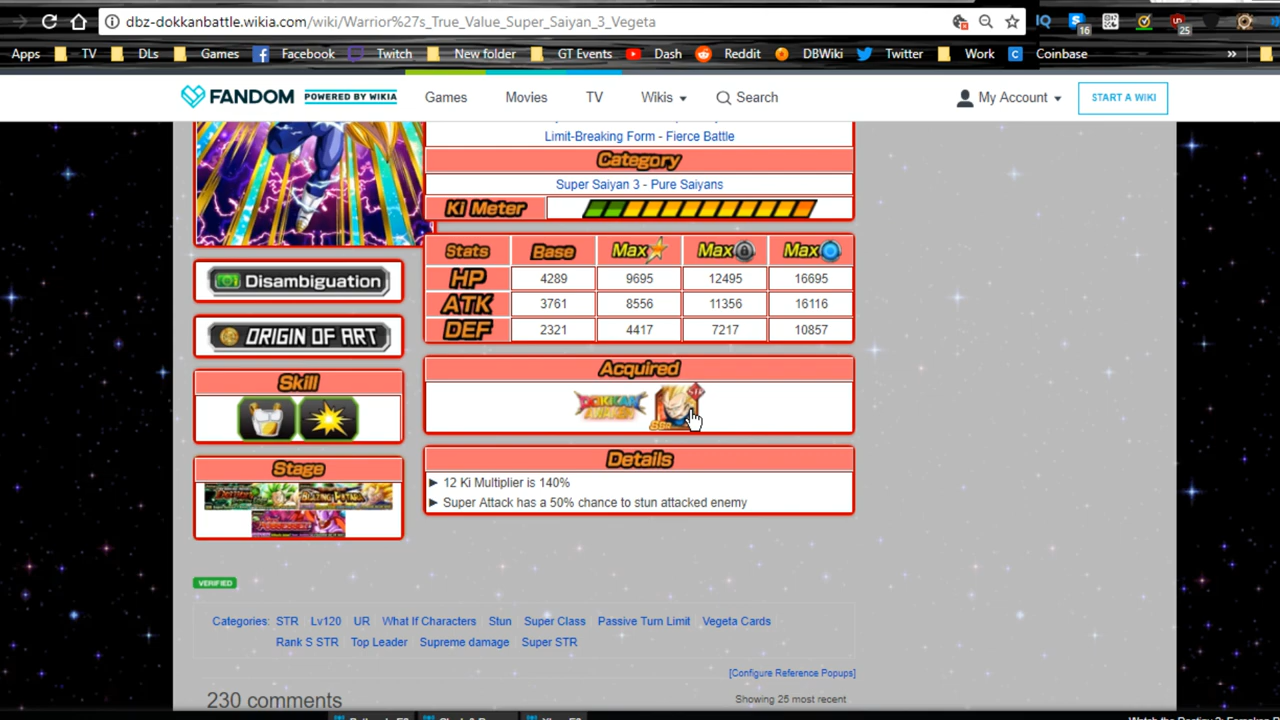 dbz-dokkanbattle.wikia.com/wiki/Warrior%27s_True_Value_Super_Saiyan_3_Vegeta
16
25
Apps TV DLs Games Facebook Twitch New folder GT Events Dash Reddit DBWiki Twitter Work Coinbase »
FANDOM POWERED BY WIKIA Games Movies TV Wikis Search My Account START A WIKI
Limit-Breaking Form - Fierce Battle
Category
Super Saiyan 3 - Pure Saiyans
Ki Meter
Stats Base Max Max Max
HP 4289 9695 12495 16695
ATK 3761 8556 11356 16116
DEF 2321 4417 7217 10857
Disambiguation
ORIGIN OF ART
Skill
Stage
Acquired
DOKKAN AWAKEN
SSR
Details
► 12 Ki Multiplier is 140%
► Super Attack has a 50% chance to stun attacked enemy
VERIFIED
Categories: STR Lv120 UR What If Characters Stun Super Class Passive Turn Limit Vegeta Cards
Rank S STR Top Leader Supreme damage Super STR
[Configure Reference Popups]
230 comments
Showing 25 most recent